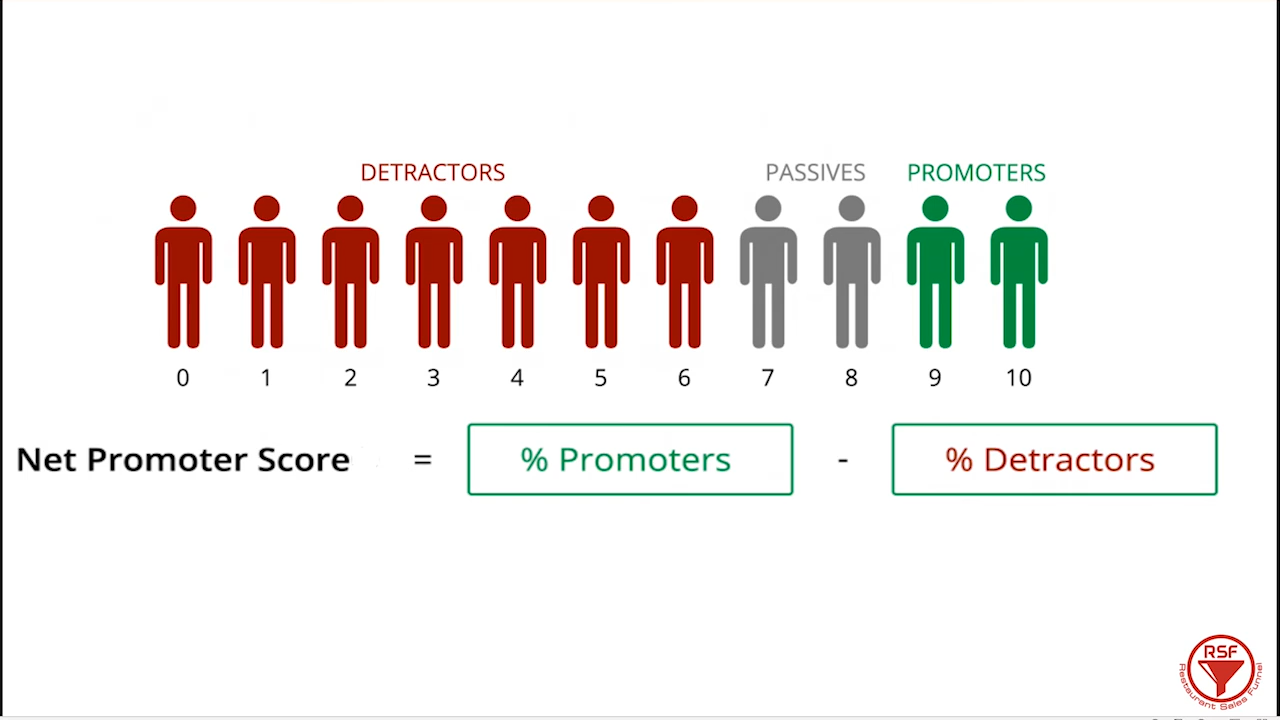 DETRACTORS PASSIVES PROMOTERS
0 1 2 3 4 5 6 7 8 9 10
Net Promoter Score = % Promoters - % Detractors
RSF
Restaurant Sales Funnel